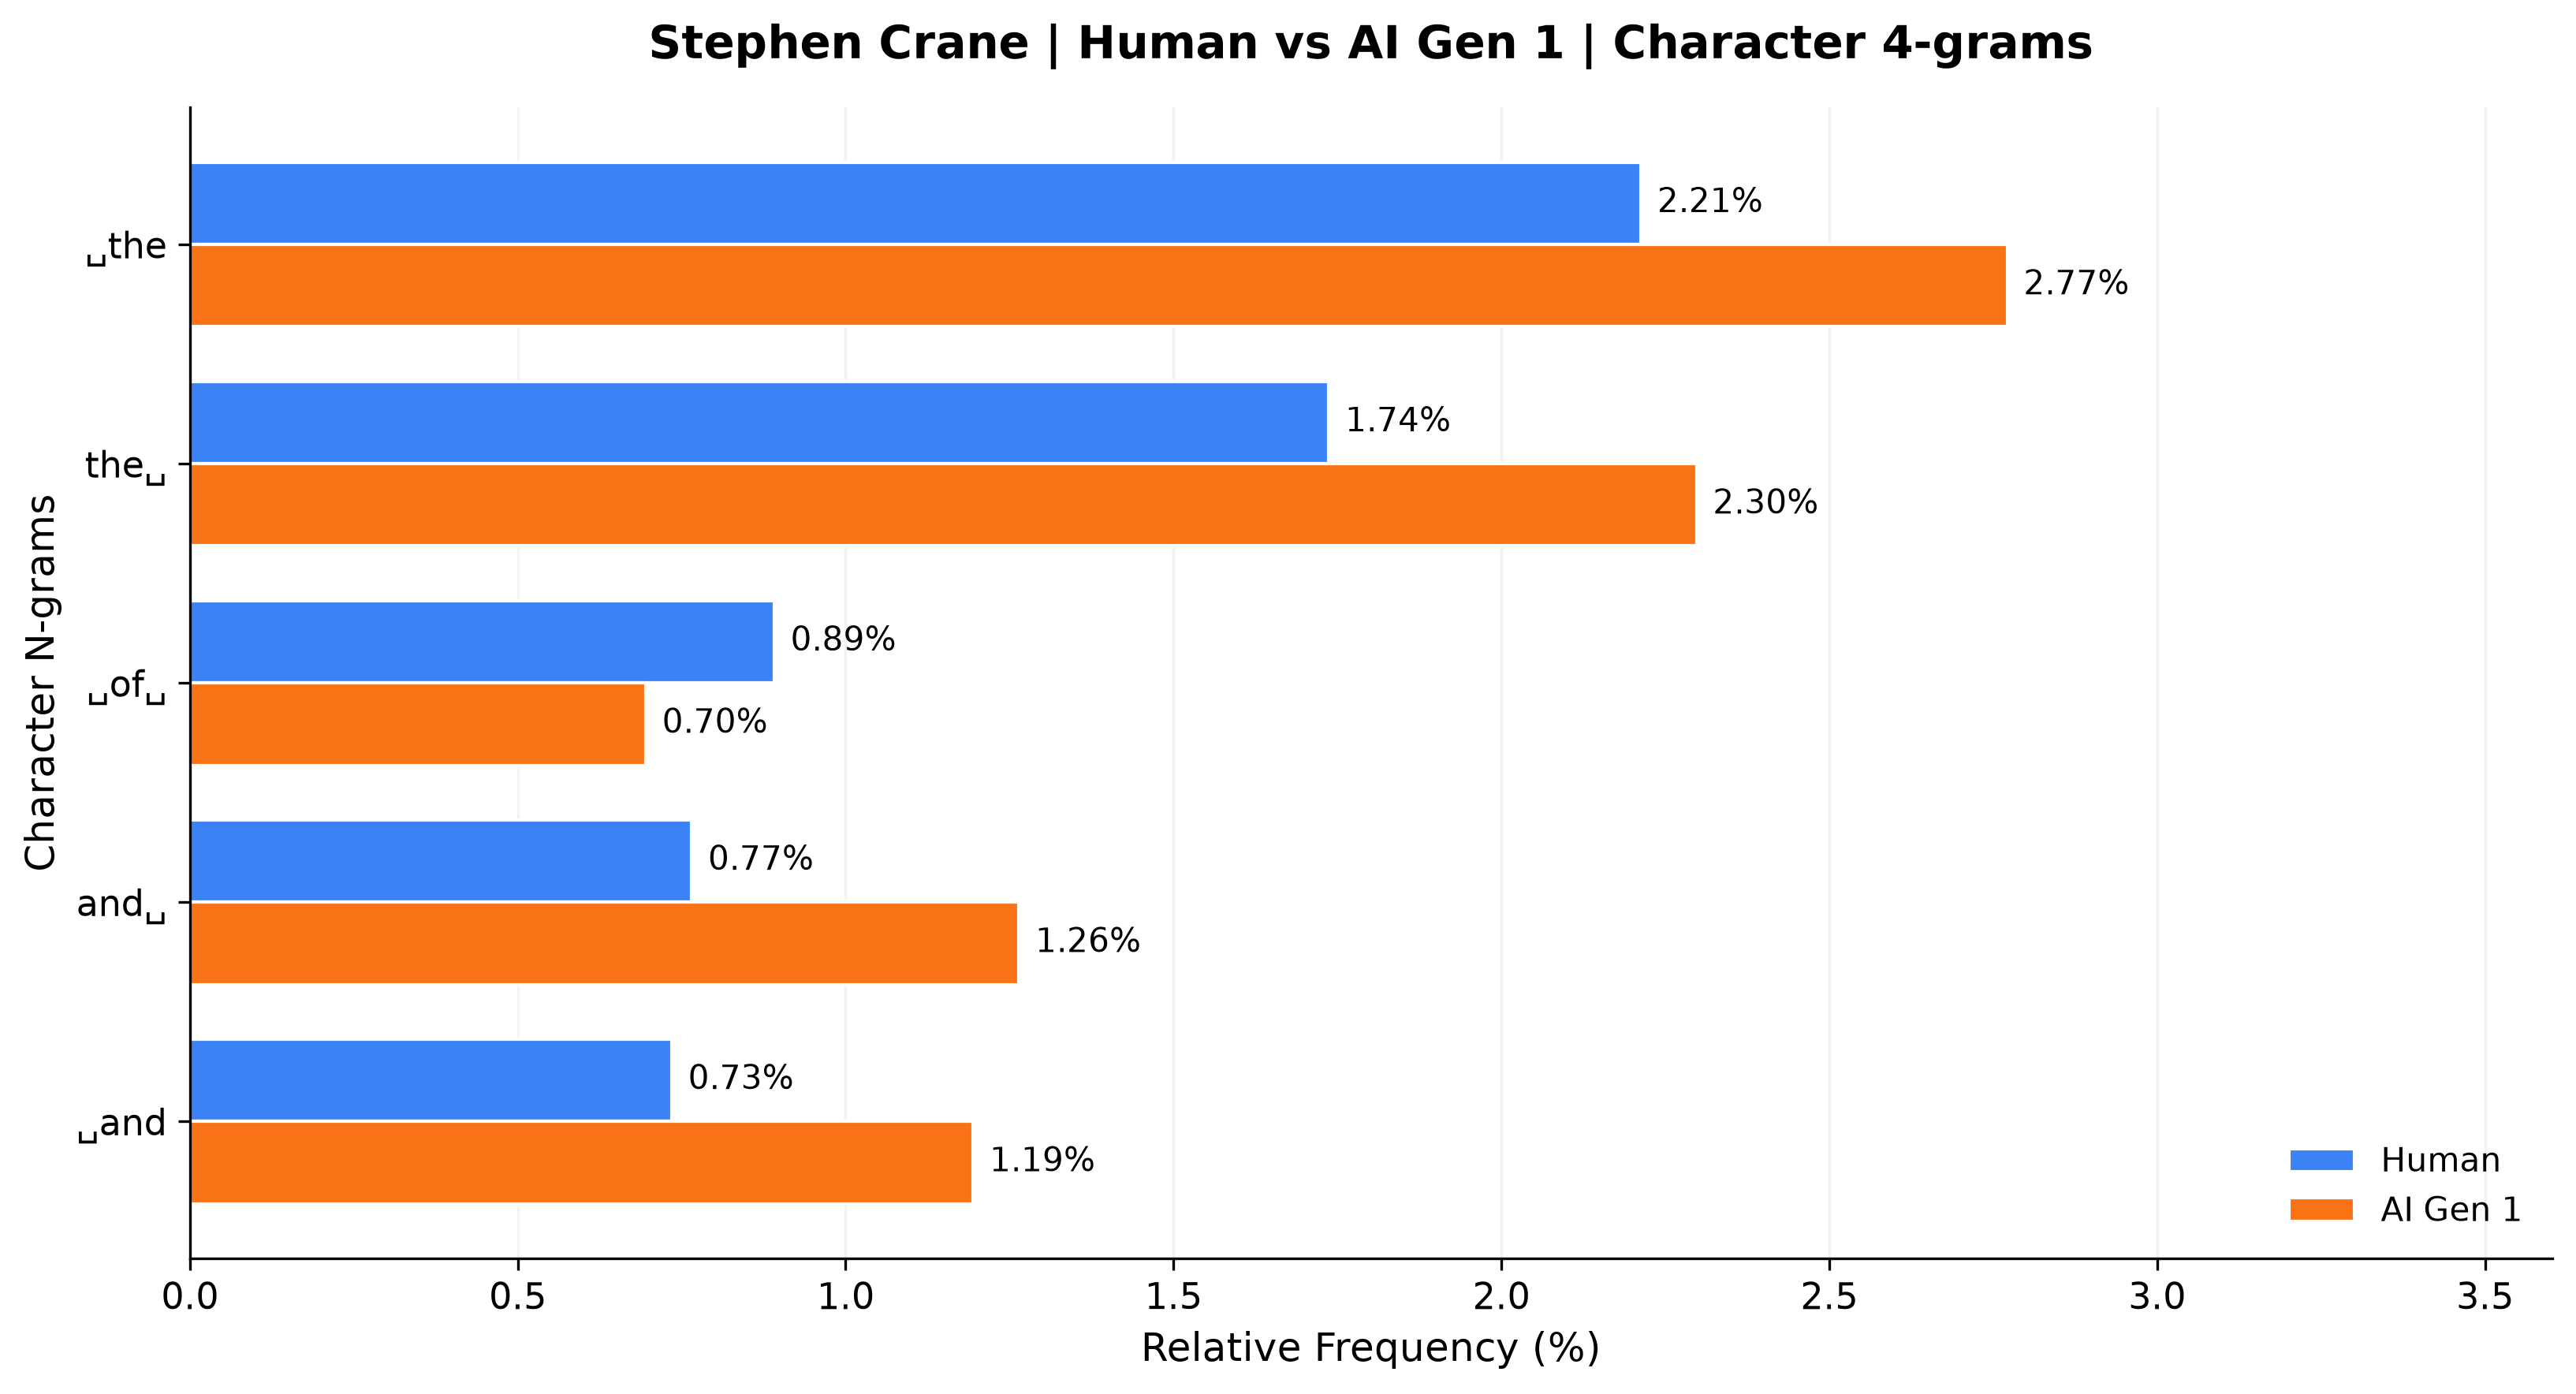 Stephen Crane | Human vs AI Gen 1 | Character 4-grams
Character N-grams
␣the
2.21%
2.77%
the␣
1.74%
2.30%
␣of␣
0.89%
0.70%
and␣
0.77%
1.26%
␣and
0.73%
1.19%
Human
AI Gen 1
0.0 0.5 1.0 1.5 2.0 2.5 3.0 3.5
Relative Frequency (%)